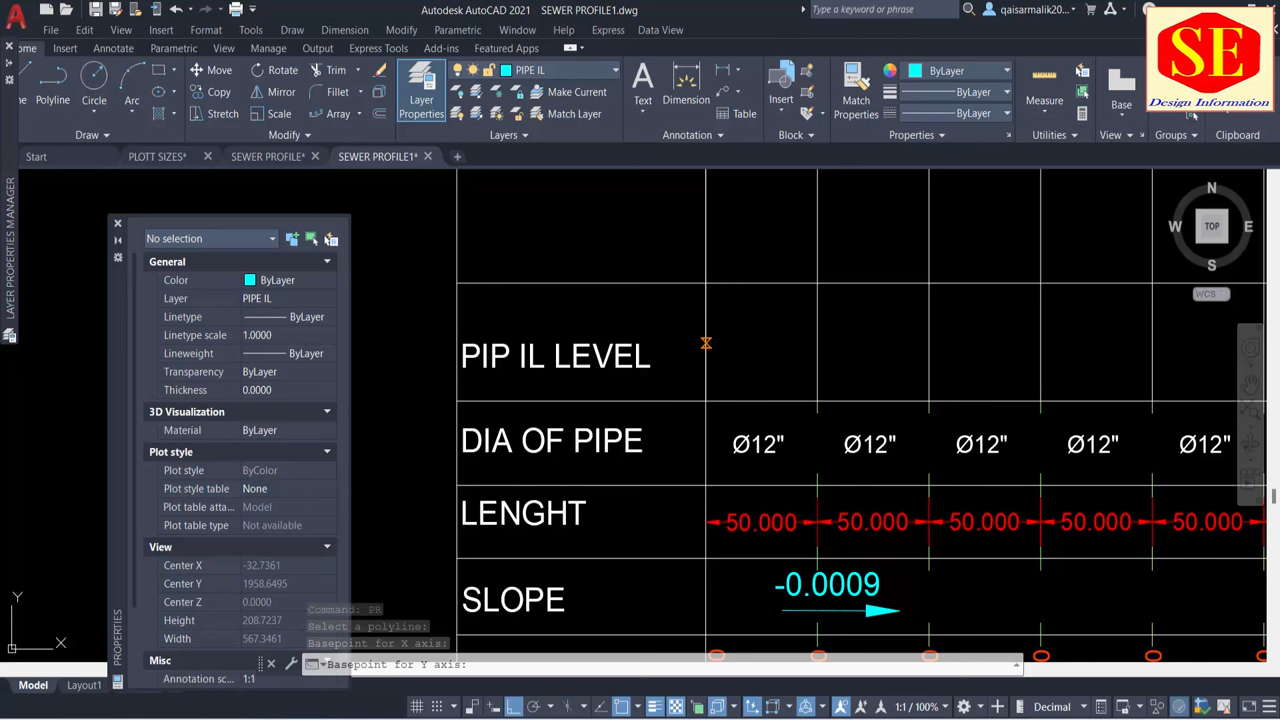 Autodesk AutoCAD 2021 SEWER PROFILE1.dwg
Type a keyword or phrase
qaisarmalik20...
SE
Design Information
File Edit View Insert Format Tools Draw Dimension Modify Parametric Window Help Express Data View
ome Insert Annotate Parametric View Manage Output Express Tools Add-ins Featured Apps
Polyline Circle Arc
Move Rotate Trim
Copy Mirror Fillet
Stretch Scale Array
Layer Properties
PIPE IL
Make Current
Match Layer
Text Dimension
Table
Insert
Match Properties
ByLayer
ByLayer
ByLayer
Measure
Base
Draw Modify Layers Annotation Block Properties Utilities View Groups Clipboard
Start PLOTT SIZES* SEWER PROFILE* SEWER PROFILE1*
LAYER PROPERTIES MANAGER
No selection
General
Color ByLayer
Layer PIPE IL
Linetype ByLayer
Linetype scale 1.0000
Lineweight ByLayer
Transparency ByLayer
Thickness 0.0000
3D Visualization
Material ByLayer
Plot style
Plot style ByColor
Plot style table None
Plot table atta... Model
Plot table type Not available
View
Center X -32.7361
Center Y 1958.6495
Center Z 0.0000
Height 208.7237
Width 567.3461
Misc
Annotation sc... 1:1
PROPERTIES
N
W TOP E
S
WCS
PIP IL LEVEL
DIA OF PIPE Ø12" Ø12" Ø12" Ø12" Ø12"
LENGHT 50.000 50.000 50.000 50.000 50.000
SLOPE -0.0009
0 0 0 0 0
Y
X
Command: PR
Select a polyline:
Basepoint for X axis:
Basepoint for Y axis:
Model Layout1
1:1 / 100% Decimal